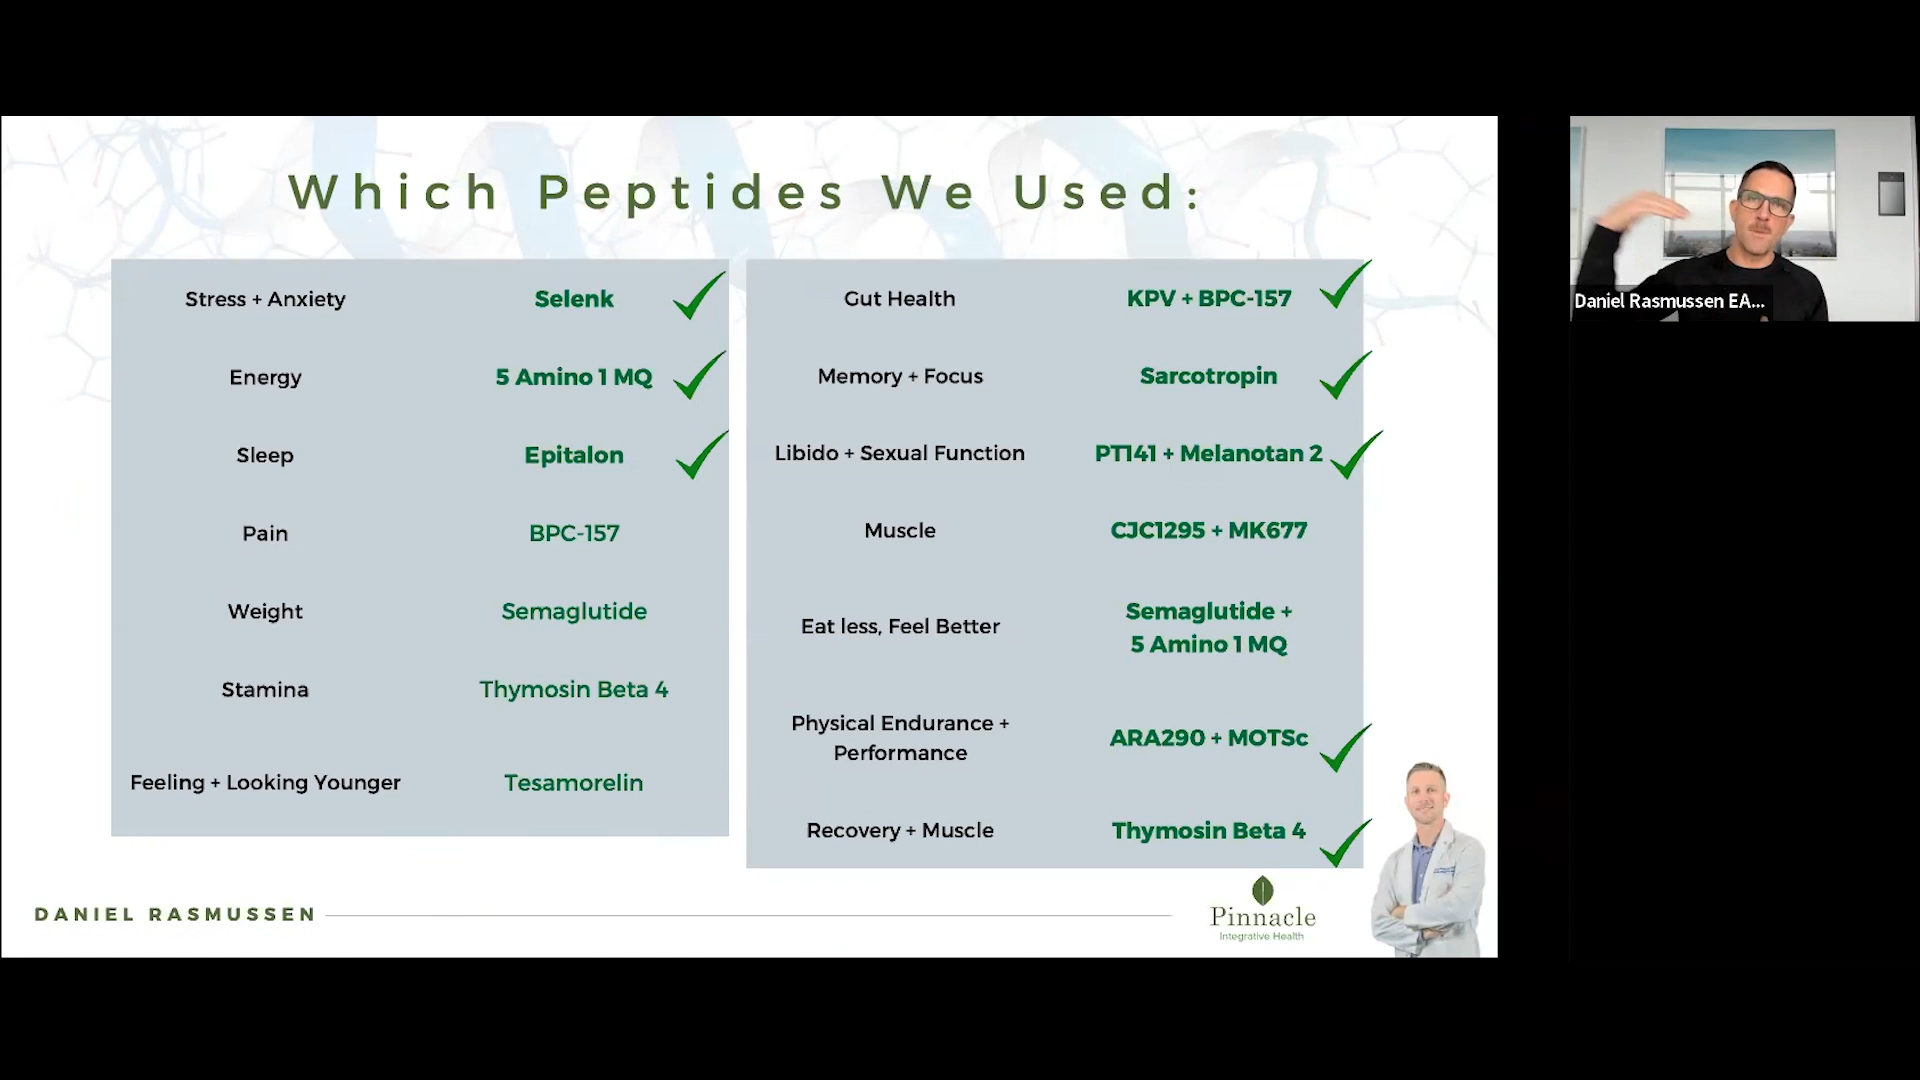 Which Peptides We Used:
Stress + Anxiety Selenk
Energy 5 Amino 1 MQ
Sleep Epitalon
Pain BPC-157
Weight Semaglutide
Stamina Thymosin Beta 4
Feeling + Looking Younger Tesamorelin
Gut Health KPV + BPC-157
Memory + Focus Sarcotropin
Libido + Sexual Function PT141 + Melanotan 2
Muscle CJC1295 + MK677
Eat less, Feel Better Semaglutide +
5 Amino 1 MQ
Physical Endurance +
Performance
ARA290 + MOTSc
Recovery + Muscle Thymosin Beta 4
DANIEL RASMUSSEN
Pinnacle
Integrative Health
Daniel Rasmussen EA...